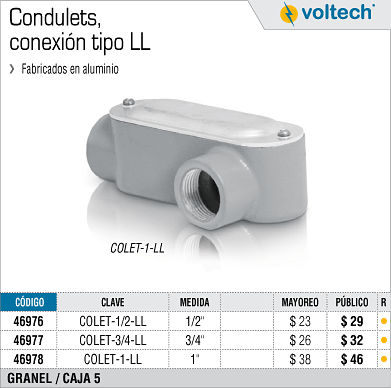 Condulets,
conexión tipo LL
voltech®
❯ Fabricados en aluminio
COLET-1-LL
CÓDIGO CLAVE MEDIDA MAYOREO PÚBLICO R
46976 COLET-1/2-LL 1/2" $ 23 $ 29
46977 COLET-3/4-LL 3/4" $ 26 $ 32
46978 COLET-1-LL 1" $ 38 $ 46
GRANEL / CAJA 5